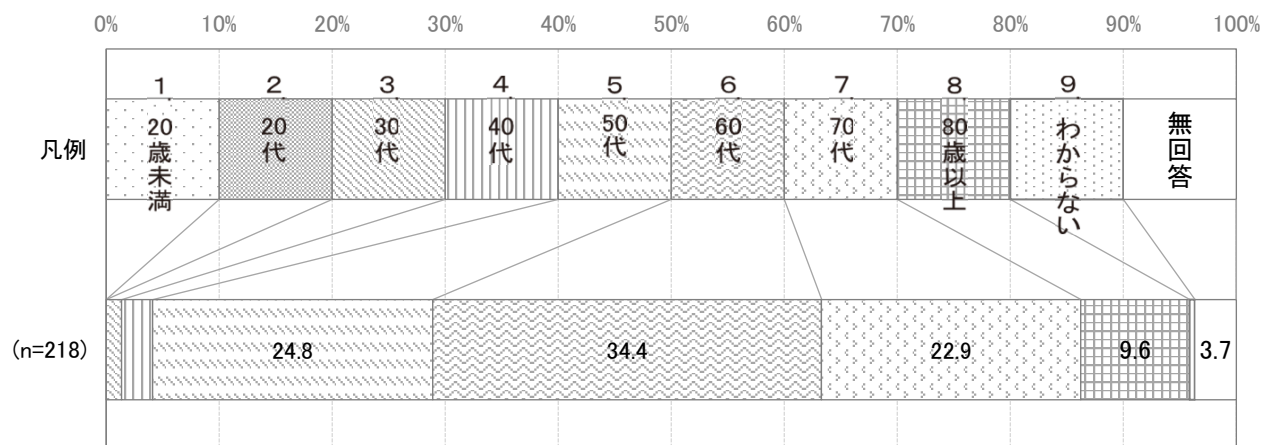 0% 10% 20% 30% 40% 50% 60% 70% 80% 90% 100%
凡例
1 20歳未満
2 20代
3 30代
4 40代
5 50代
6 60代
7 70代
8 80歳以上
9 わからない
無回答
(n=218) 24.8 34.4 22.9 9.6 3.7